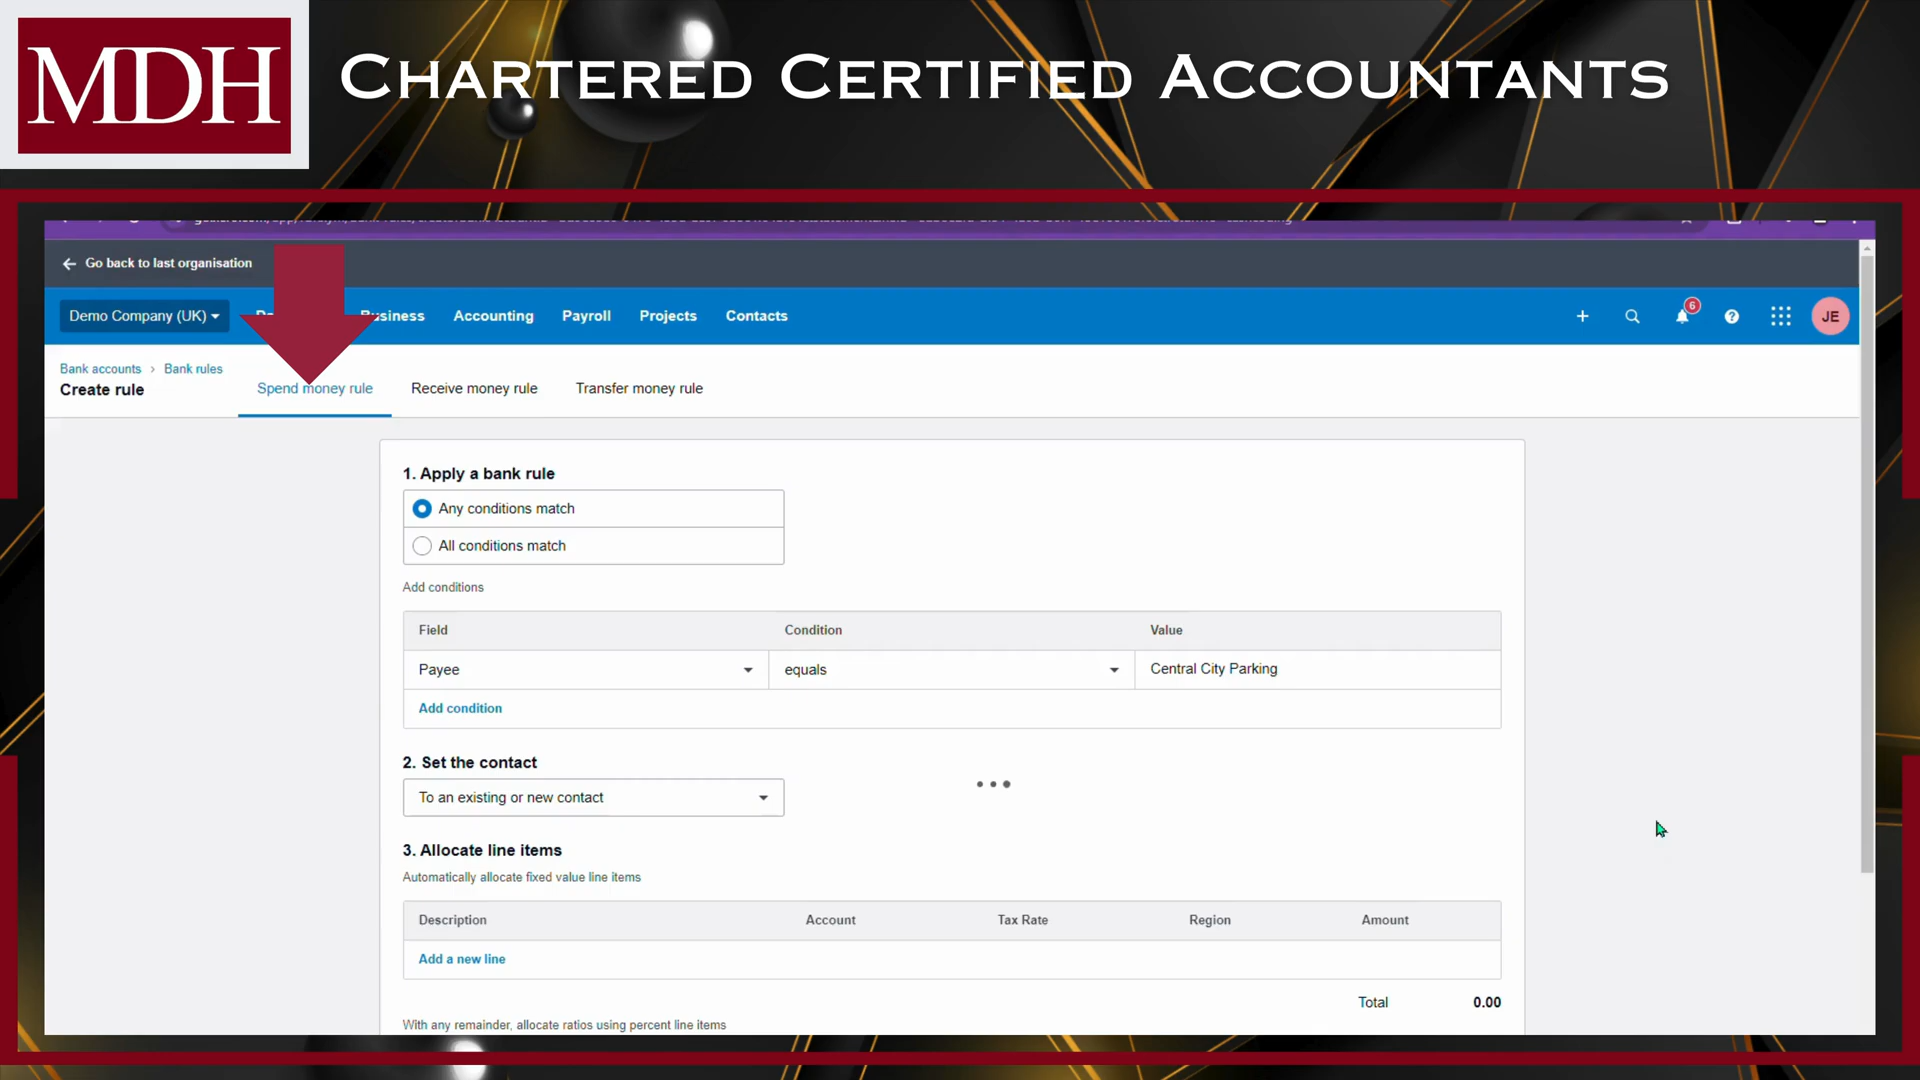 MDH
CHARTERED CERTIFIED ACCOUNTANTS
Go back to last organisation
Demo Company (UK)
Business
Accounting
Payroll
Projects
Contacts
6
JE
Bank accounts › Bank rules
Create rule
Spend money rule
Receive money rule
Transfer money rule
1. Apply a bank rule
Any conditions match
All conditions match
Add conditions
Field Condition Value
Payee equals Central City Parking
Add condition
2. Set the contact
To an existing or new contact
3. Allocate line items
Automatically allocate fixed value line items
Description Account Tax Rate Region Amount
Add a new line
Total 0.00
With any remainder, allocate ratios using percent line items